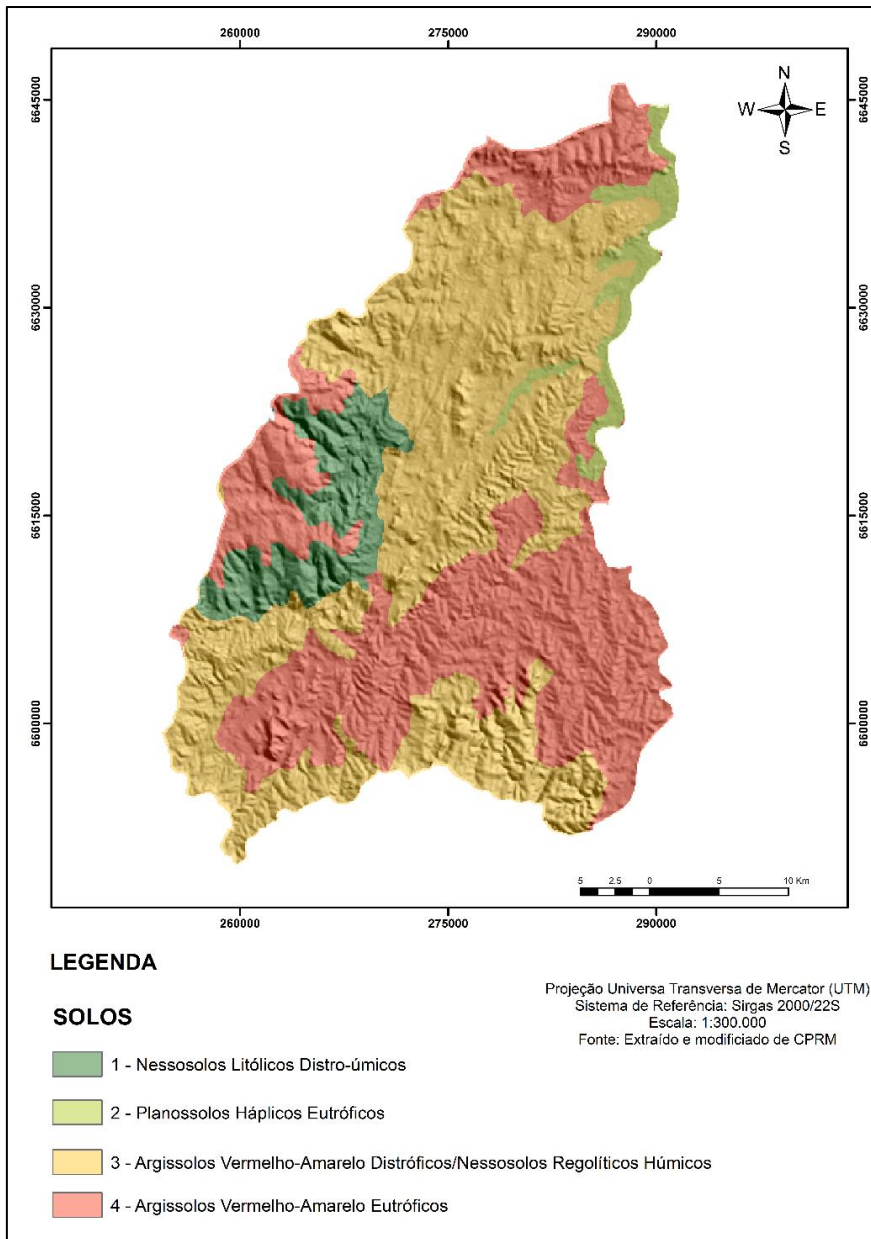 260000
275000
290000
6645000
6645000
N
W
E
S
6630000
6630000
6615000
6615000
6600000
6600000
5 2.5 0 5 10 Km
260000
275000
290000
LEGENDA
Projeção Universa Transversa de Mercator (UTM)
Sistema de Referência: Sirgas 2000/22S
Escala: 1:300.000
Fonte: Extraído e modificiado de CPRM
SOLOS
1 - Nessosolos Litólicos Distro-úmicos
2 - Planossolos Háplicos Eutróficos
3 - Argissolos Vermelho-Amarelo Distróficos/Nessosolos Regolíticos Húmicos
4 - Argissolos Vermelho-Amarelo Eutróficos